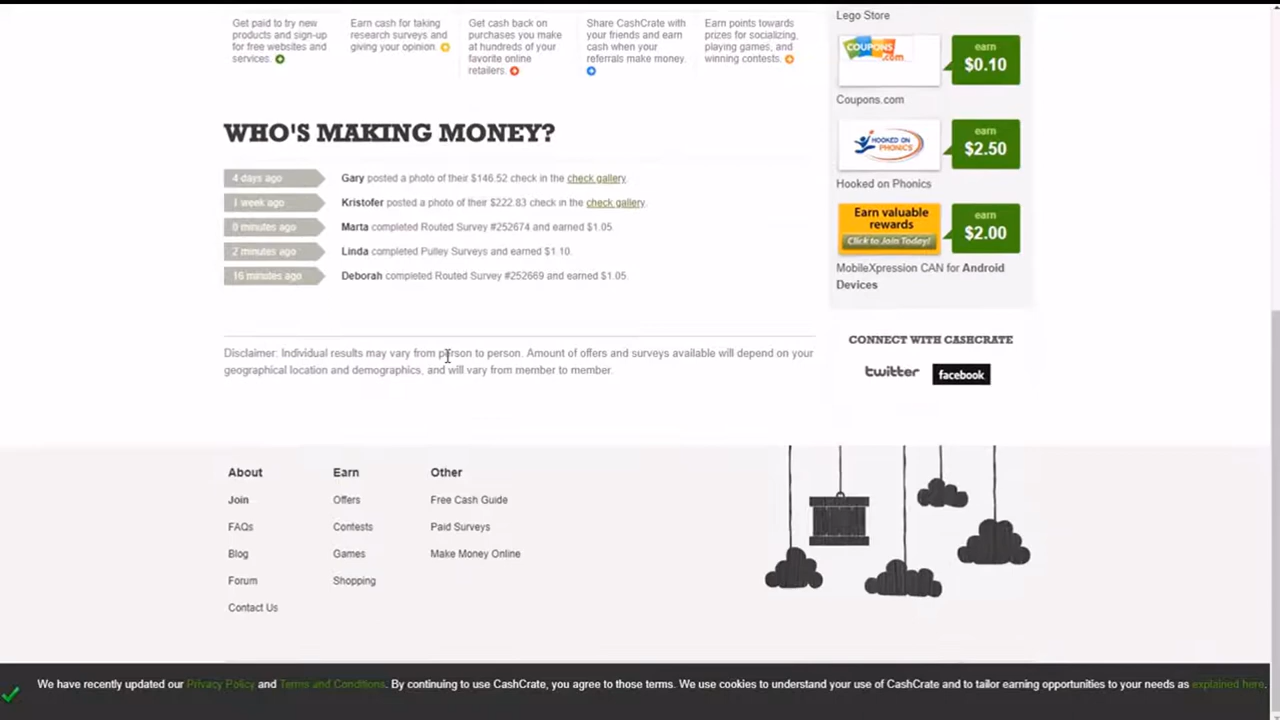 Get paid to try new
products and sign-up
for free websites and
services.
Earn cash for taking
research surveys and
giving your opinion.
Get cash back on
purchases you make
at hundreds of your
favorite online
retailers.
Share CashCrate with
your friends and earn
cash when your
referrals make money.
Earn points towards
prizes for socializing,
playing games, and
winning contests.
Lego Store
COUPONS
.com
earn
$0.10
Coupons.com
HOOKED ON
PHONICS
earn
$2.50
Hooked on Phonics
Earn valuable
rewards
Click to Join Today!
earn
$2.00
MobileXpression CAN for Android
Devices
WHO'S MAKING MONEY?
4 days ago Gary posted a photo of their $146.52 check in the check gallery.
1 week ago Kristofer posted a photo of their $222.83 check in the check gallery.
0 minutes ago Marta completed Routed Survey #252674 and earned $1.05.
2 minutes ago Linda completed Pulley Surveys and earned $1.10.
16 minutes ago Deborah completed Routed Survey #252669 and earned $1.05.
Disclaimer: Individual results may vary from person to person. Amount of offers and surveys available will depend on your
geographical location and demographics, and will vary from member to member.
CONNECT WITH CASHCRATE
twitter facebook
About
Join
FAQs
Blog
Forum
Contact Us
Earn
Offers
Contests
Games
Shopping
Other
Free Cash Guide
Paid Surveys
Make Money Online
We have recently updated our Privacy Policy and Terms and Conditions. By continuing to use CashCrate, you agree to those terms. We use cookies to understand your use of CashCrate and to tailor earning opportunities to your needs as explained here.